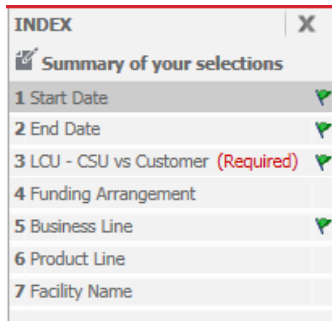 INDEX X
Summary of your selections
1 Start Date
2 End Date
3 LCU - CSU vs Customer (Required)
4 Funding Arrangement
5 Business Line
6 Product Line
7 Facility Name